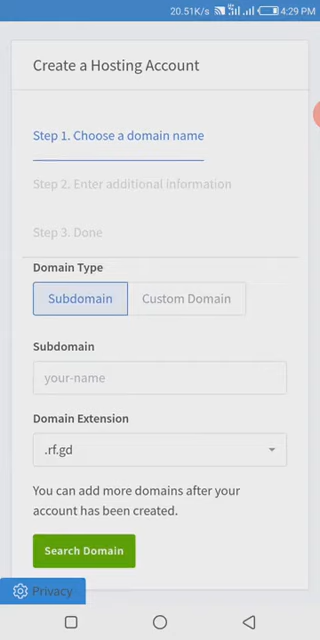 20.51K/s 4:29 PM
Create a Hosting Account
Step 1. Choose a domain name
Step 2. Enter additional information
Step 3. Done
Domain Type
Subdomain Custom Domain
Subdomain
your-name
Domain Extension
.rf.gd
You can add more domains after your
account has been created.
Search Domain
Privacy